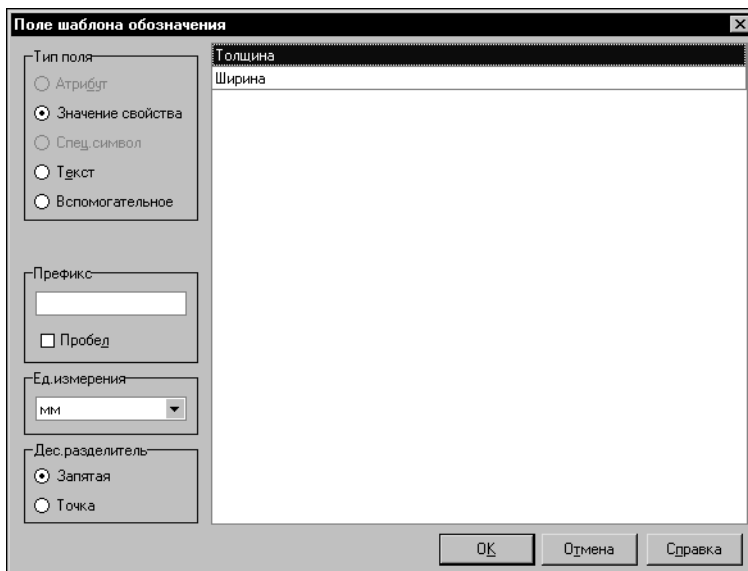 Поле шаблона обозначения
Тип поля
Атрибут
Значение свойства
Спец.символ
Текст
Вспомогательное
Префикс
Пробел
Ед.измерения
мм
Дес.разделитель
Запятая
Точка
Толщина
Ширина
OK
Отмена
Справка